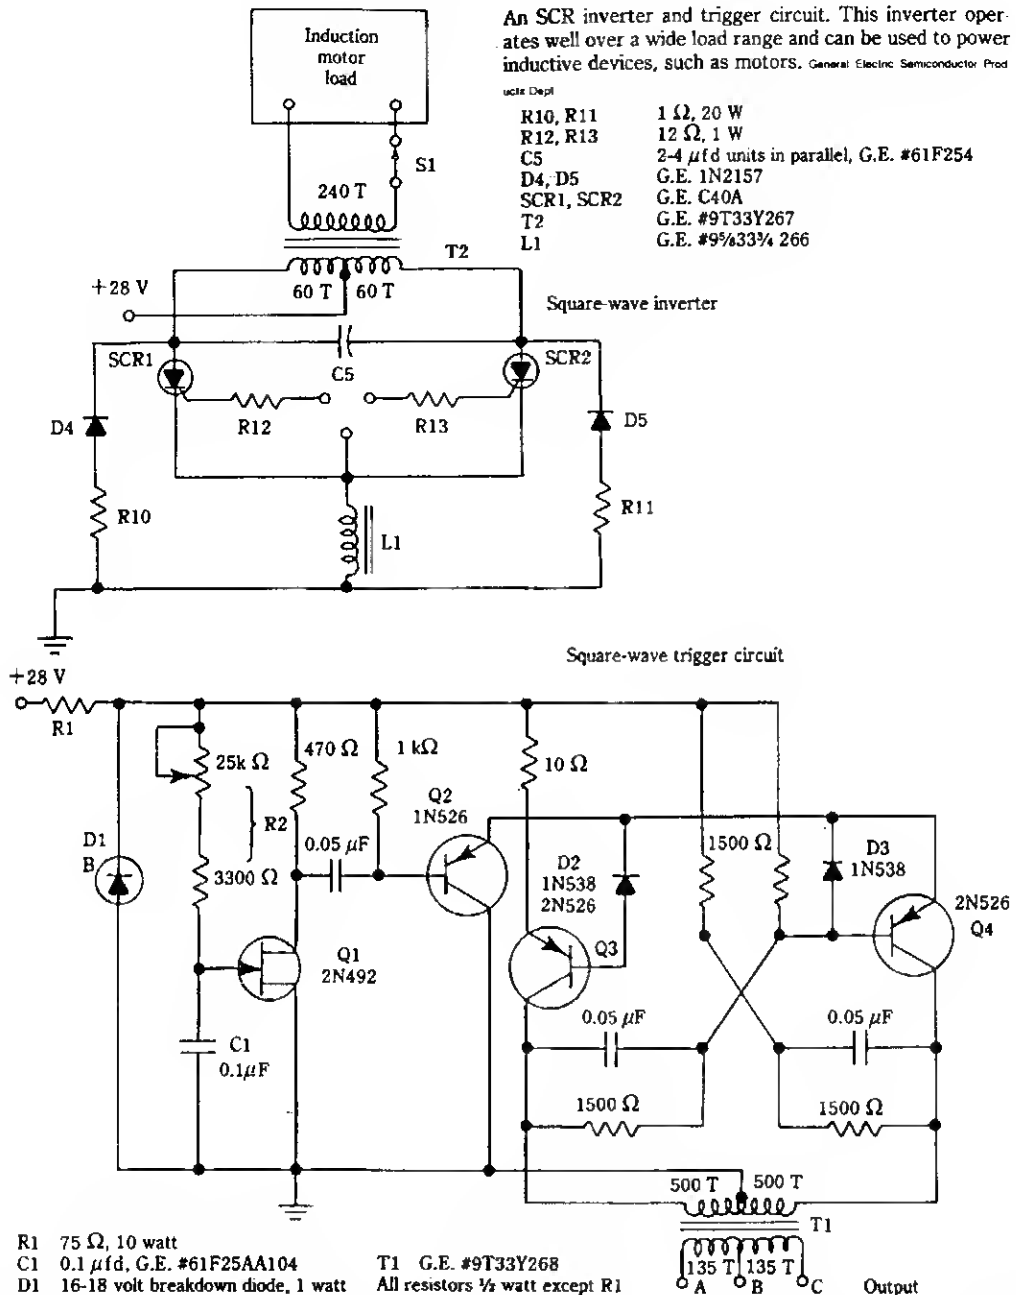 An SCR inverter and trigger circuit. This inverter oper-
ates well over a wide load range and can be used to power
inductive devices, such as motors. General Electric Semiconductor Prod
ucts Dept
R10, R11 1 Ω, 20 W
R12, R13 12 Ω, 1 W
C5 2-4 μfd units in parallel, G.E. #61F254
D4, D5 G.E. 1N2157
SCR1, SCR2 G.E. C40A
T2 G.E. #9T33Y267
L1 G.E. #9⅝33¾ 266
Induction
motor
load
S1
240 T
T2
60 T 60 T
+28 V
Square-wave inverter
SCR1
SCR2
C5
R12
R13
D4
D5
R10
R11
L1
Square-wave trigger circuit
+28 V
R1
25k Ω
470 Ω
1 kΩ
10 Ω
R2
Q2
1N526
1500 Ω
D1
B
0.05 μF
D2
1N538
2N526
D3
1N538
3300 Ω
2N526
Q4
Q1
2N492
Q3
C1
0.1μF
0.05 μF
0.05 μF
1500 Ω
1500 Ω
500 T 500 T
T1
135 T 135 T
A B C Output
R1 75 Ω, 10 watt
C1 0.1 μfd, G.E. #61F25AA104 T1 G.E. #9T33Y268
D1 16-18 volt breakdown diode, 1 watt All resistors ½ watt except R1